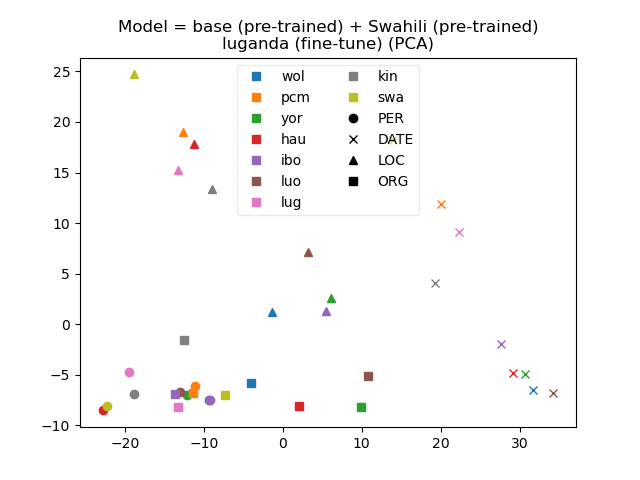 Model = base (pre-trained) + Swahili (pre-trained)
luganda (fine-tune) (PCA)
25
20
15
10
5
0
−5
−10
−20
−10
0
10
20
30
wol
pcm
yor
hau
ibo
luo
lug
kin
swa
PER
DATE
LOC
ORG